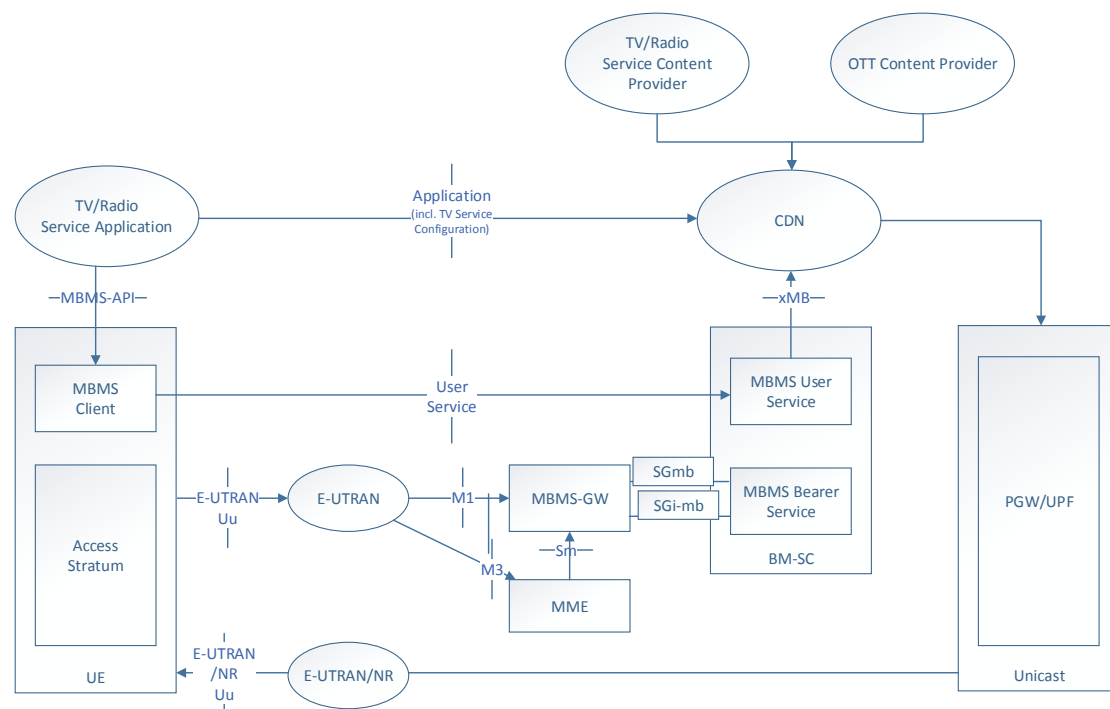 TV/Radio
Service Content
Provider
OTT Content Provider
TV/Radio
Service Application
Application
(incl. TV Service
Configuration)
CDN
MBMS-API
xMB
MBMS
Client
User
Service
MBMS User
Service
SGmb
E-UTRAN
Uu
E-UTRAN
M1
MBMS-GW
SGi-mb
MBMS Bearer
Service
PGW/UPF
Access
Stratum
Sm
BM-SC
M3
MME
E-UTRAN
/NR
Uu
E-UTRAN/NR
UE
Unicast